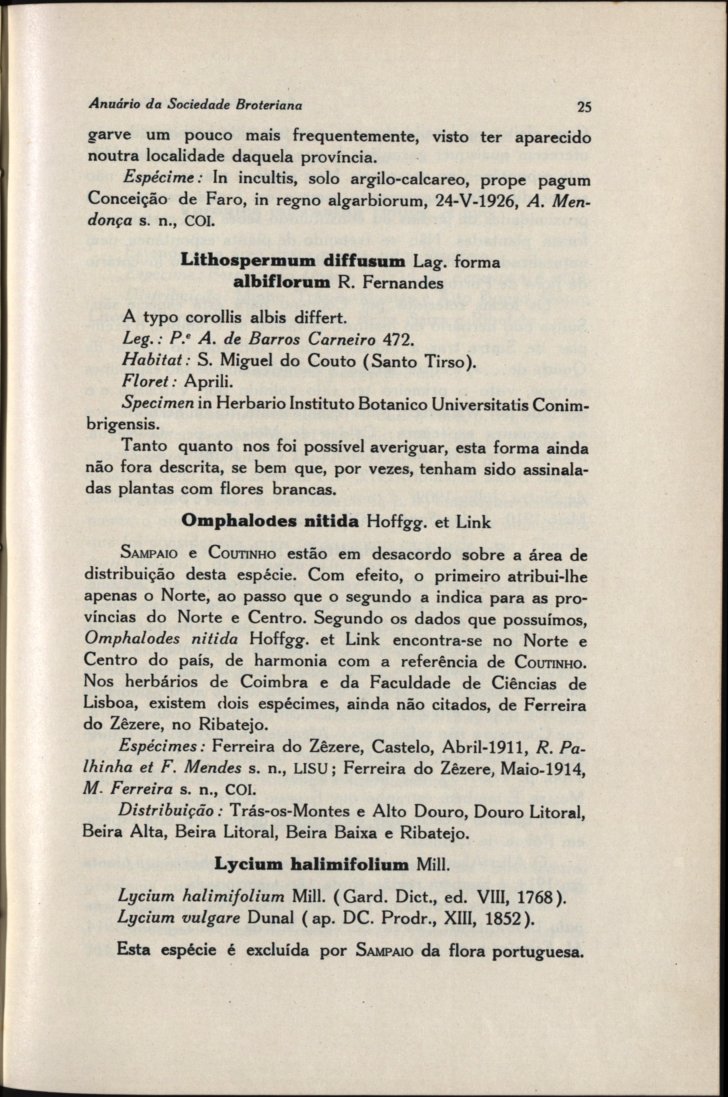 Anuário da Sociedade Broteriana 25
garve um pouco mais frequentemente, visto ter aparecido
noutra localidade daquela província.
Espécime: In incultis, solo argilo-calcareo, prope pagum
Conceição de Faro, in regno algarbiorum, 24-V-1926, A. Men-
donça s. n., COI.
Lithospermum diffusum Lag. forma
albiflorum R. Fernandes
A typo corollis albis differt.
Leg.: P.e A. de Barros Carneiro 472.
Habitat: S. Miguel do Couto (Santo Tirso).
Floret: Aprili.
Specimen in Herbario Instituto Botanico Universitatis Conim-
brigensis.
Tanto quanto nos foi possível averiguar, esta forma ainda
não fora descrita, se bem que, por vezes, tenham sido assinala-
das plantas com flores brancas.
Omphalodes nitida Hoffgg. et Link
SAMPAIO e COUTINHO estão em desacordo sobre a área de
distribuição desta espécie. Com efeito, o primeiro atribui-lhe
apenas o Norte, ao passo que o segundo a indica para as pro-
víncias do Norte e Centro. Segundo os dados que possuímos,
Omphalodes nitida Hoffgg. et Link encontra-se no Norte e
Centro do país, de harmonia com a referência de COUTINHO.
Nos herbários de Coimbra e da Faculdade de Ciências de
Lisboa, existem dois espécimes, ainda não citados, de Ferreira
do Zêzere, no Ribatejo.
Espécimes: Ferreira do Zêzere, Castelo, Abril-1911, R. Pa-
lhinha et F. Mendes s. n., LISU; Ferreira do Zêzere, Maio-1914,
M. Ferreira s. n., COI.
Distribuição: Trás-os-Montes e Alto Douro, Douro Litoral,
Beira Alta, Beira Litoral, Beira Baixa e Ribatejo.
Lycium halimifolium Mill.
Lycium halimifolium Mill. (Gard. Dict., ed. VIII, 1768).
Lycium vulgare Dunal (ap. DC. Prodr., XIII, 1852).
Esta espécie é excluída por SAMPAIO da flora portuguesa.